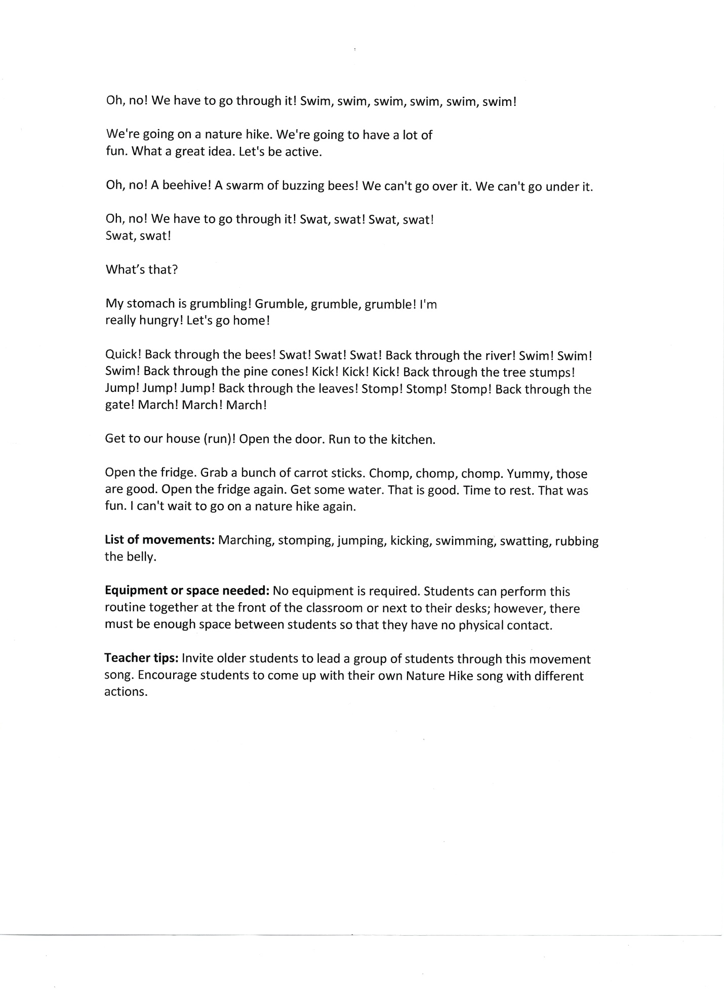 Oh, no! We have to go through it! Swim, swim, swim, swim, swim, swim!
We're going on a nature hike. We're going to have a lot of
fun. What a great idea. Let's be active.
Oh, no! A beehive! A swarm of buzzing bees! We can't go over it. We can't go under it.
Oh, no! We have to go through it! Swat, swat! Swat, swat!
Swat, swat!
What’s that?
My stomach is grumbling! Grumble, grumble, grumble! I'm
really hungry! Let's go home!
Quick! Back through the bees! Swat! Swat! Swat! Back through the river! Swim! Swim!
Swim! Back through the pine cones! Kick! Kick! Kick! Back through the tree stumps!
Jump! Jump! Jump! Back through the leaves! Stomp! Stomp! Stomp! Back through the
gate! March! March! March!
Get to our house (run)! Open the door. Run to the kitchen.
Open the fridge. Grab a bunch of carrot sticks. Chomp, chomp, chomp. Yummy, those
are good. Open the fridge again. Get some water. That is good. Time to rest. That was
fun. I can't wait to go on a nature hike again.
List of movements: Marching, stomping, jumping, kicking, swimming, swatting, rubbing
the belly.
Equipment or space needed: No equipment is required. Students can perform this
routine together at the front of the classroom or next to their desks; however, there
must be enough space between students so that they have no physical contact.
Teacher tips: Invite older students to lead a group of students through this movement
song. Encourage students to come up with their own Nature Hike song with different
actions.